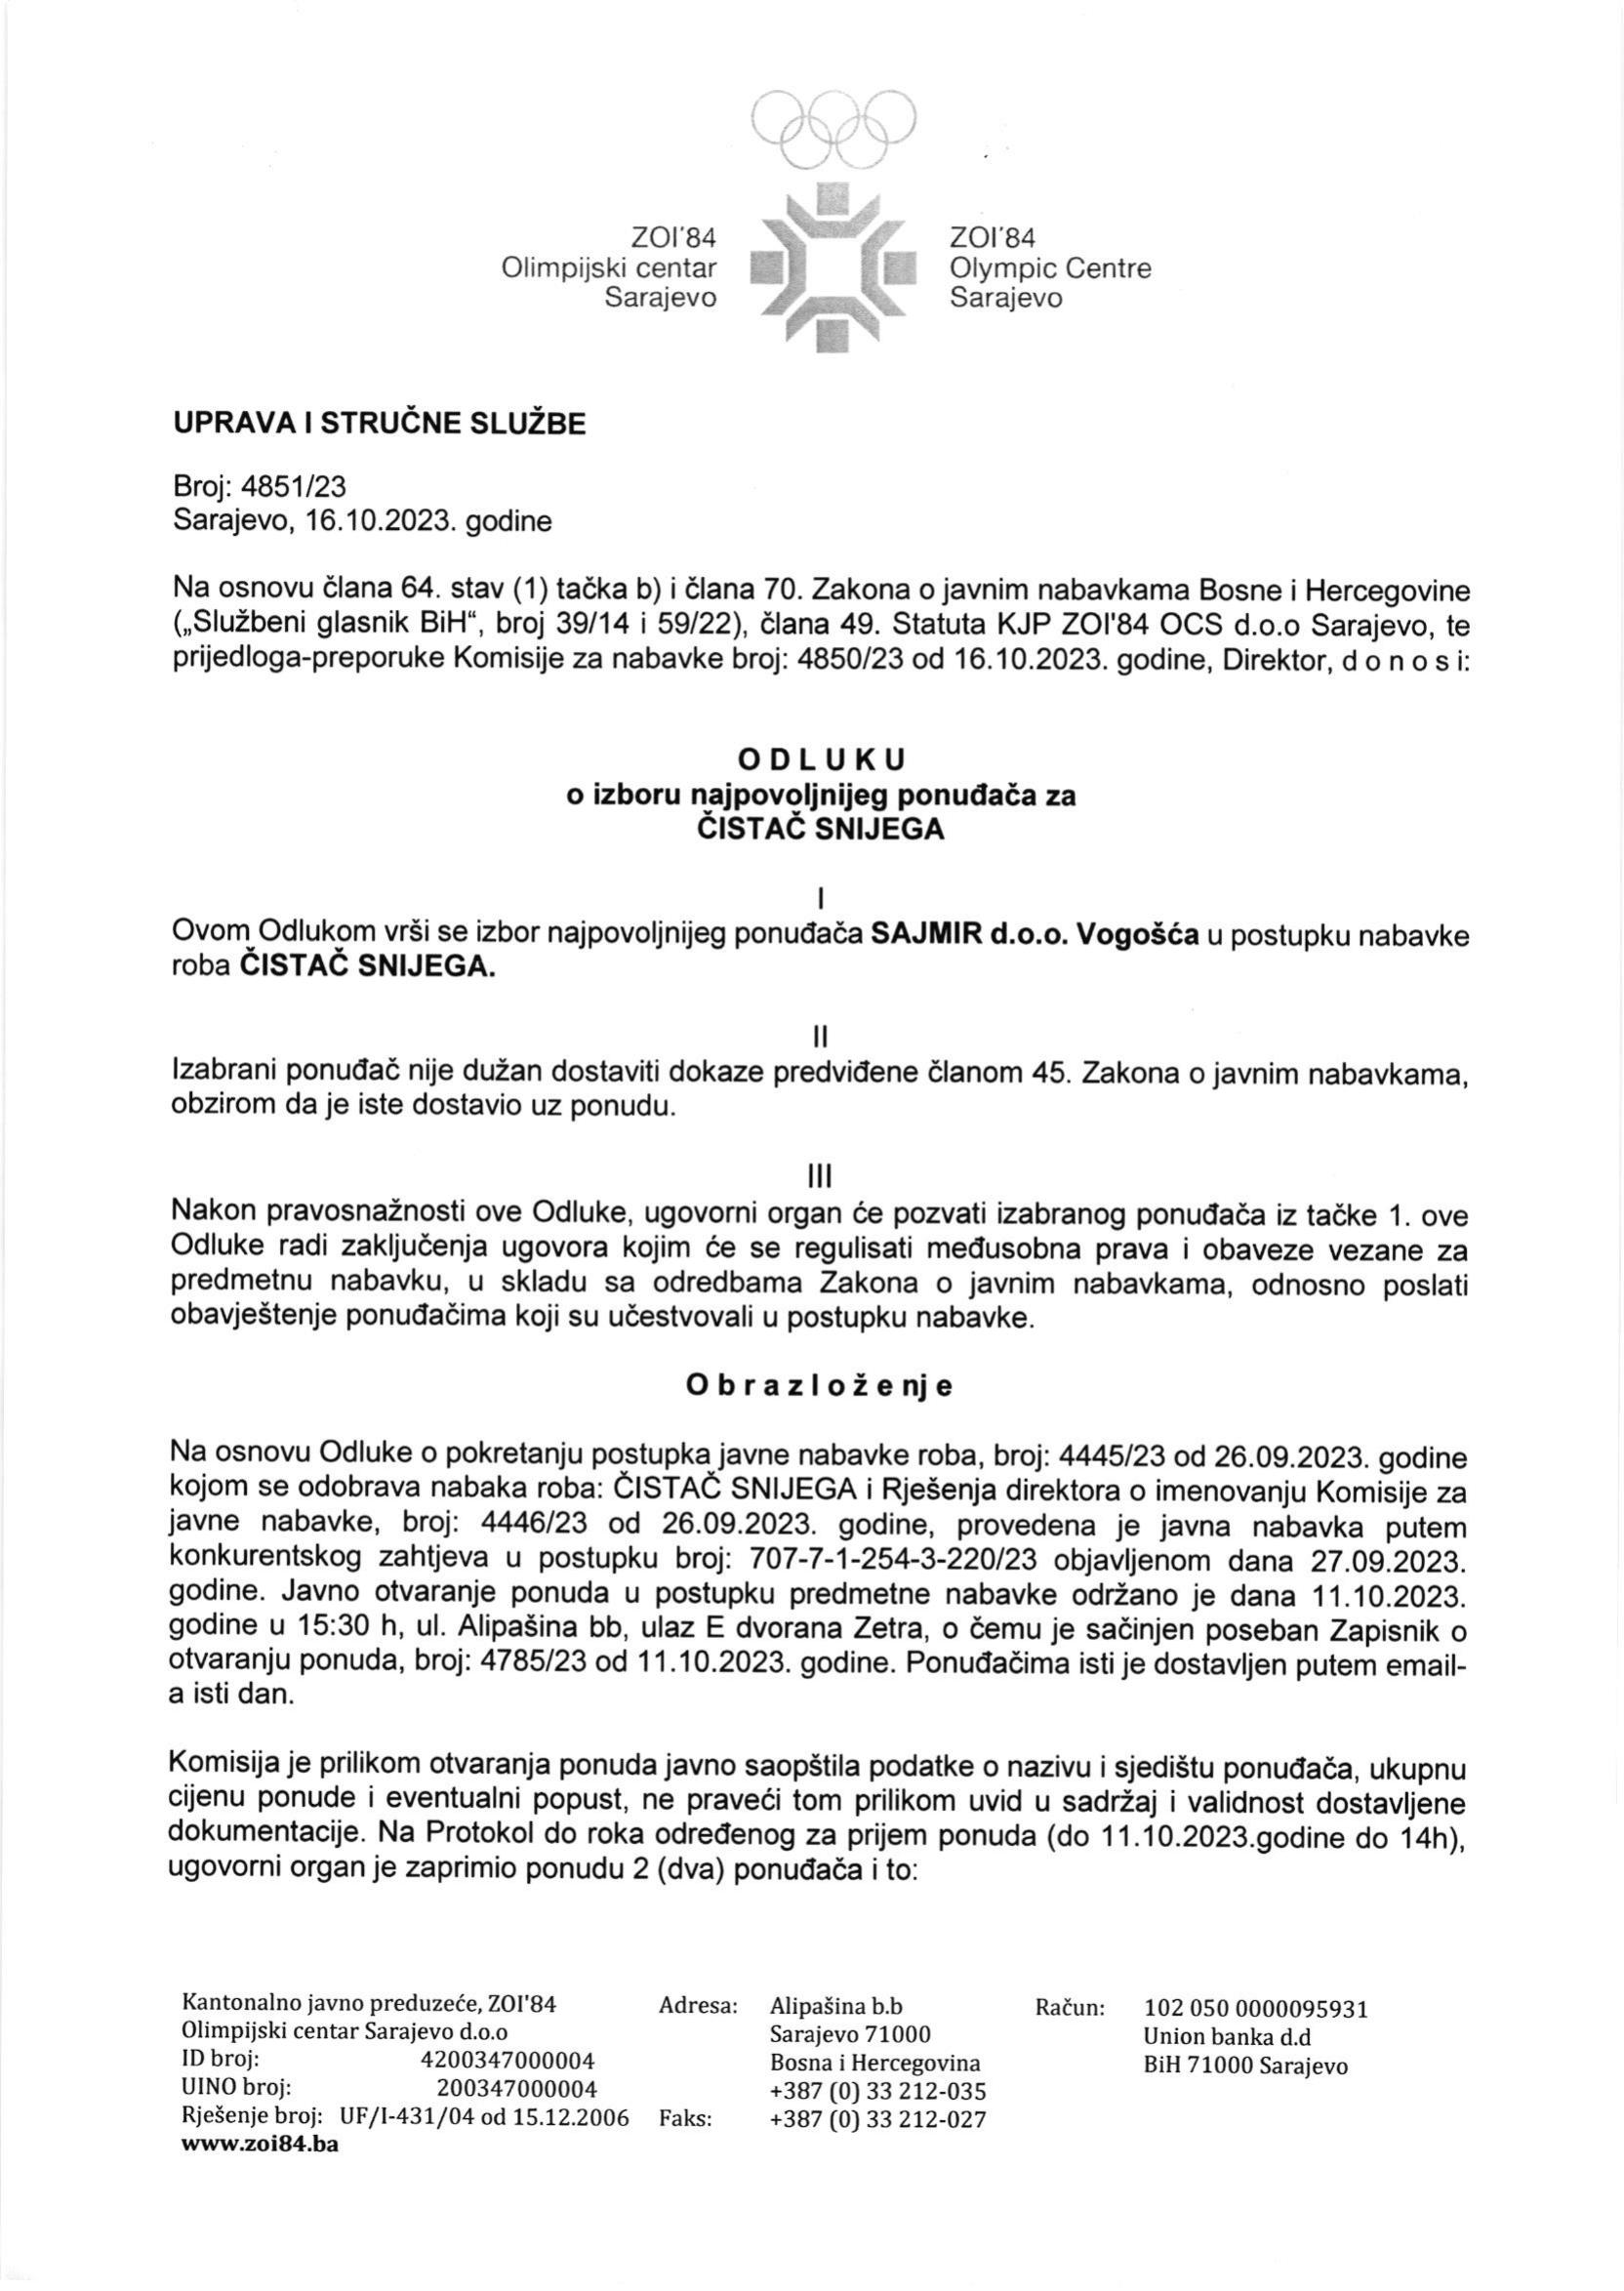 ZOI'84
Olimpijski centar
Sarajevo
ZOI'84
Olympic Centre
Sarajevo
UPRAVA I STRUČNE SLUŽBE
Broj: 4851/23
Sarajevo, 16.10.2023. godine
Na osnovu člana 64. stav (1) tačka b) i člana 70. Zakona o javnim nabavkama Bosne i Hercegovine
(„Službeni glasnik BiH“, broj 39/14 i 59/22), člana 49. Statuta KJP ZOI'84 OCS d.o.o Sarajevo, te
prijedloga-preporuke Komisije za nabavke broj: 4850/23 od 16.10.2023. godine, Direktor, d o n o s i:
O D L U K U
o izboru najpovoljnijeg ponuđača za
ČISTAČ SNIJEGA
I
Ovom Odlukom vrši se izbor najpovoljnijeg ponuđača SAJMIR d.o.o. Vogošća u postupku nabavke
roba ČISTAČ SNIJEGA.
II
Izabrani ponuđač nije dužan dostaviti dokaze predviđene članom 45. Zakona o javnim nabavkama,
obzirom da je iste dostavio uz ponudu.
III
Nakon pravosnažnosti ove Odluke, ugovorni organ će pozvati izabranog ponuđača iz tačke 1. ove
Odluke radi zaključenja ugovora kojim će se regulisati međusobna prava i obaveze vezane za
predmetnu nabavku, u skladu sa odredbama Zakona o javnim nabavkama, odnosno poslati
obavještenje ponuđačima koji su učestvovali u postupku nabavke.
O b r a z l o ž e nj e
Na osnovu Odluke o pokretanju postupka javne nabavke roba, broj: 4445/23 od 26.09.2023. godine
kojom se odobrava nabaka roba: ČISTAČ SNIJEGA i Rješenja direktora o imenovanju Komisije za
javne nabavke, broj: 4446/23 od 26.09.2023. godine, provedena je javna nabavka putem
konkurentskog zahtjeva u postupku broj: 707-7-1-254-3-220/23 objavljenom dana 27.09.2023.
godine. Javno otvaranje ponuda u postupku predmetne nabavke održano je dana 11.10.2023.
godine u 15:30 h, ul. Alipašina bb, ulaz E dvorana Zetra, o čemu je sačinjen poseban Zapisnik o
otvaranju ponuda, broj: 4785/23 od 11.10.2023. godine. Ponuđačima isti je dostavljen putem email-
a isti dan.
Komisija je prilikom otvaranja ponuda javno saopštila podatke o nazivu i sjedištu ponuđača, ukupnu
cijenu ponude i eventualni popust, ne praveći tom prilikom uvid u sadržaj i validnost dostavljene
dokumentacije. Na Protokol do roka određenog za prijem ponuda (do 11.10.2023.godine do 14h),
ugovorni organ je zaprimio ponudu 2 (dva) ponuđača i to:
Kantonalno javno preduzeće, ZOI'84
Olimpijski centar Sarajevo d.o.o
ID broj: 4200347000004
UINO broj: 200347000004
Rješenje broj: UF/I-431/04 od 15.12.2006
www.zoi84.ba
Adresa: Alipašina b.b
Sarajevo 71000
Bosna i Hercegovina
+387 (0) 33 212-035
Faks: +387 (0) 33 212-027
Račun: 102 050 0000095931
Union banka d.d
BiH 71000 Sarajevo